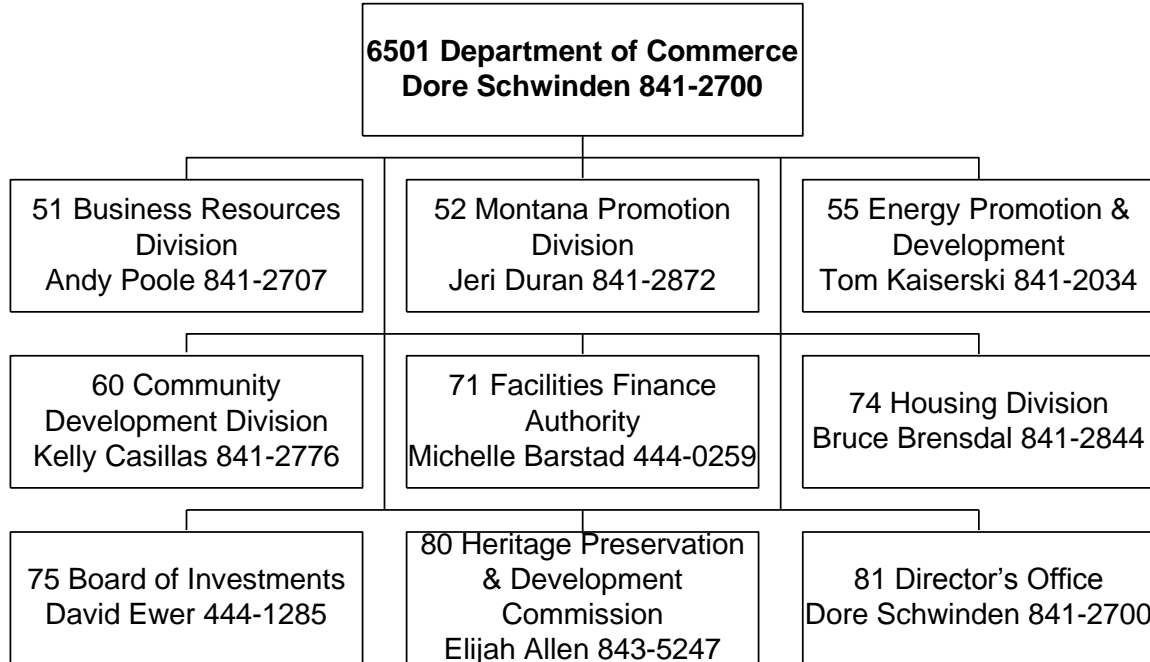 6501 Department of Commerce
Dore Schwinden 841-2700
51 Business Resources
Division
Andy Poole 841-2707
52 Montana Promotion
Division
Jeri Duran 841-2872
55 Energy Promotion &
Development
Tom Kaiserski 841-2034
60 Community
Development Division
Kelly Casillas 841-2776
71 Facilities Finance
Authority
Michelle Barstad 444-0259
74 Housing Division
Bruce Brensdal 841-2844
75 Board of Investments
David Ewer 444-1285
80 Heritage Preservation
& Development
Commission
Elijah Allen 843-5247
81 Director’s Office
Dore Schwinden 841-2700